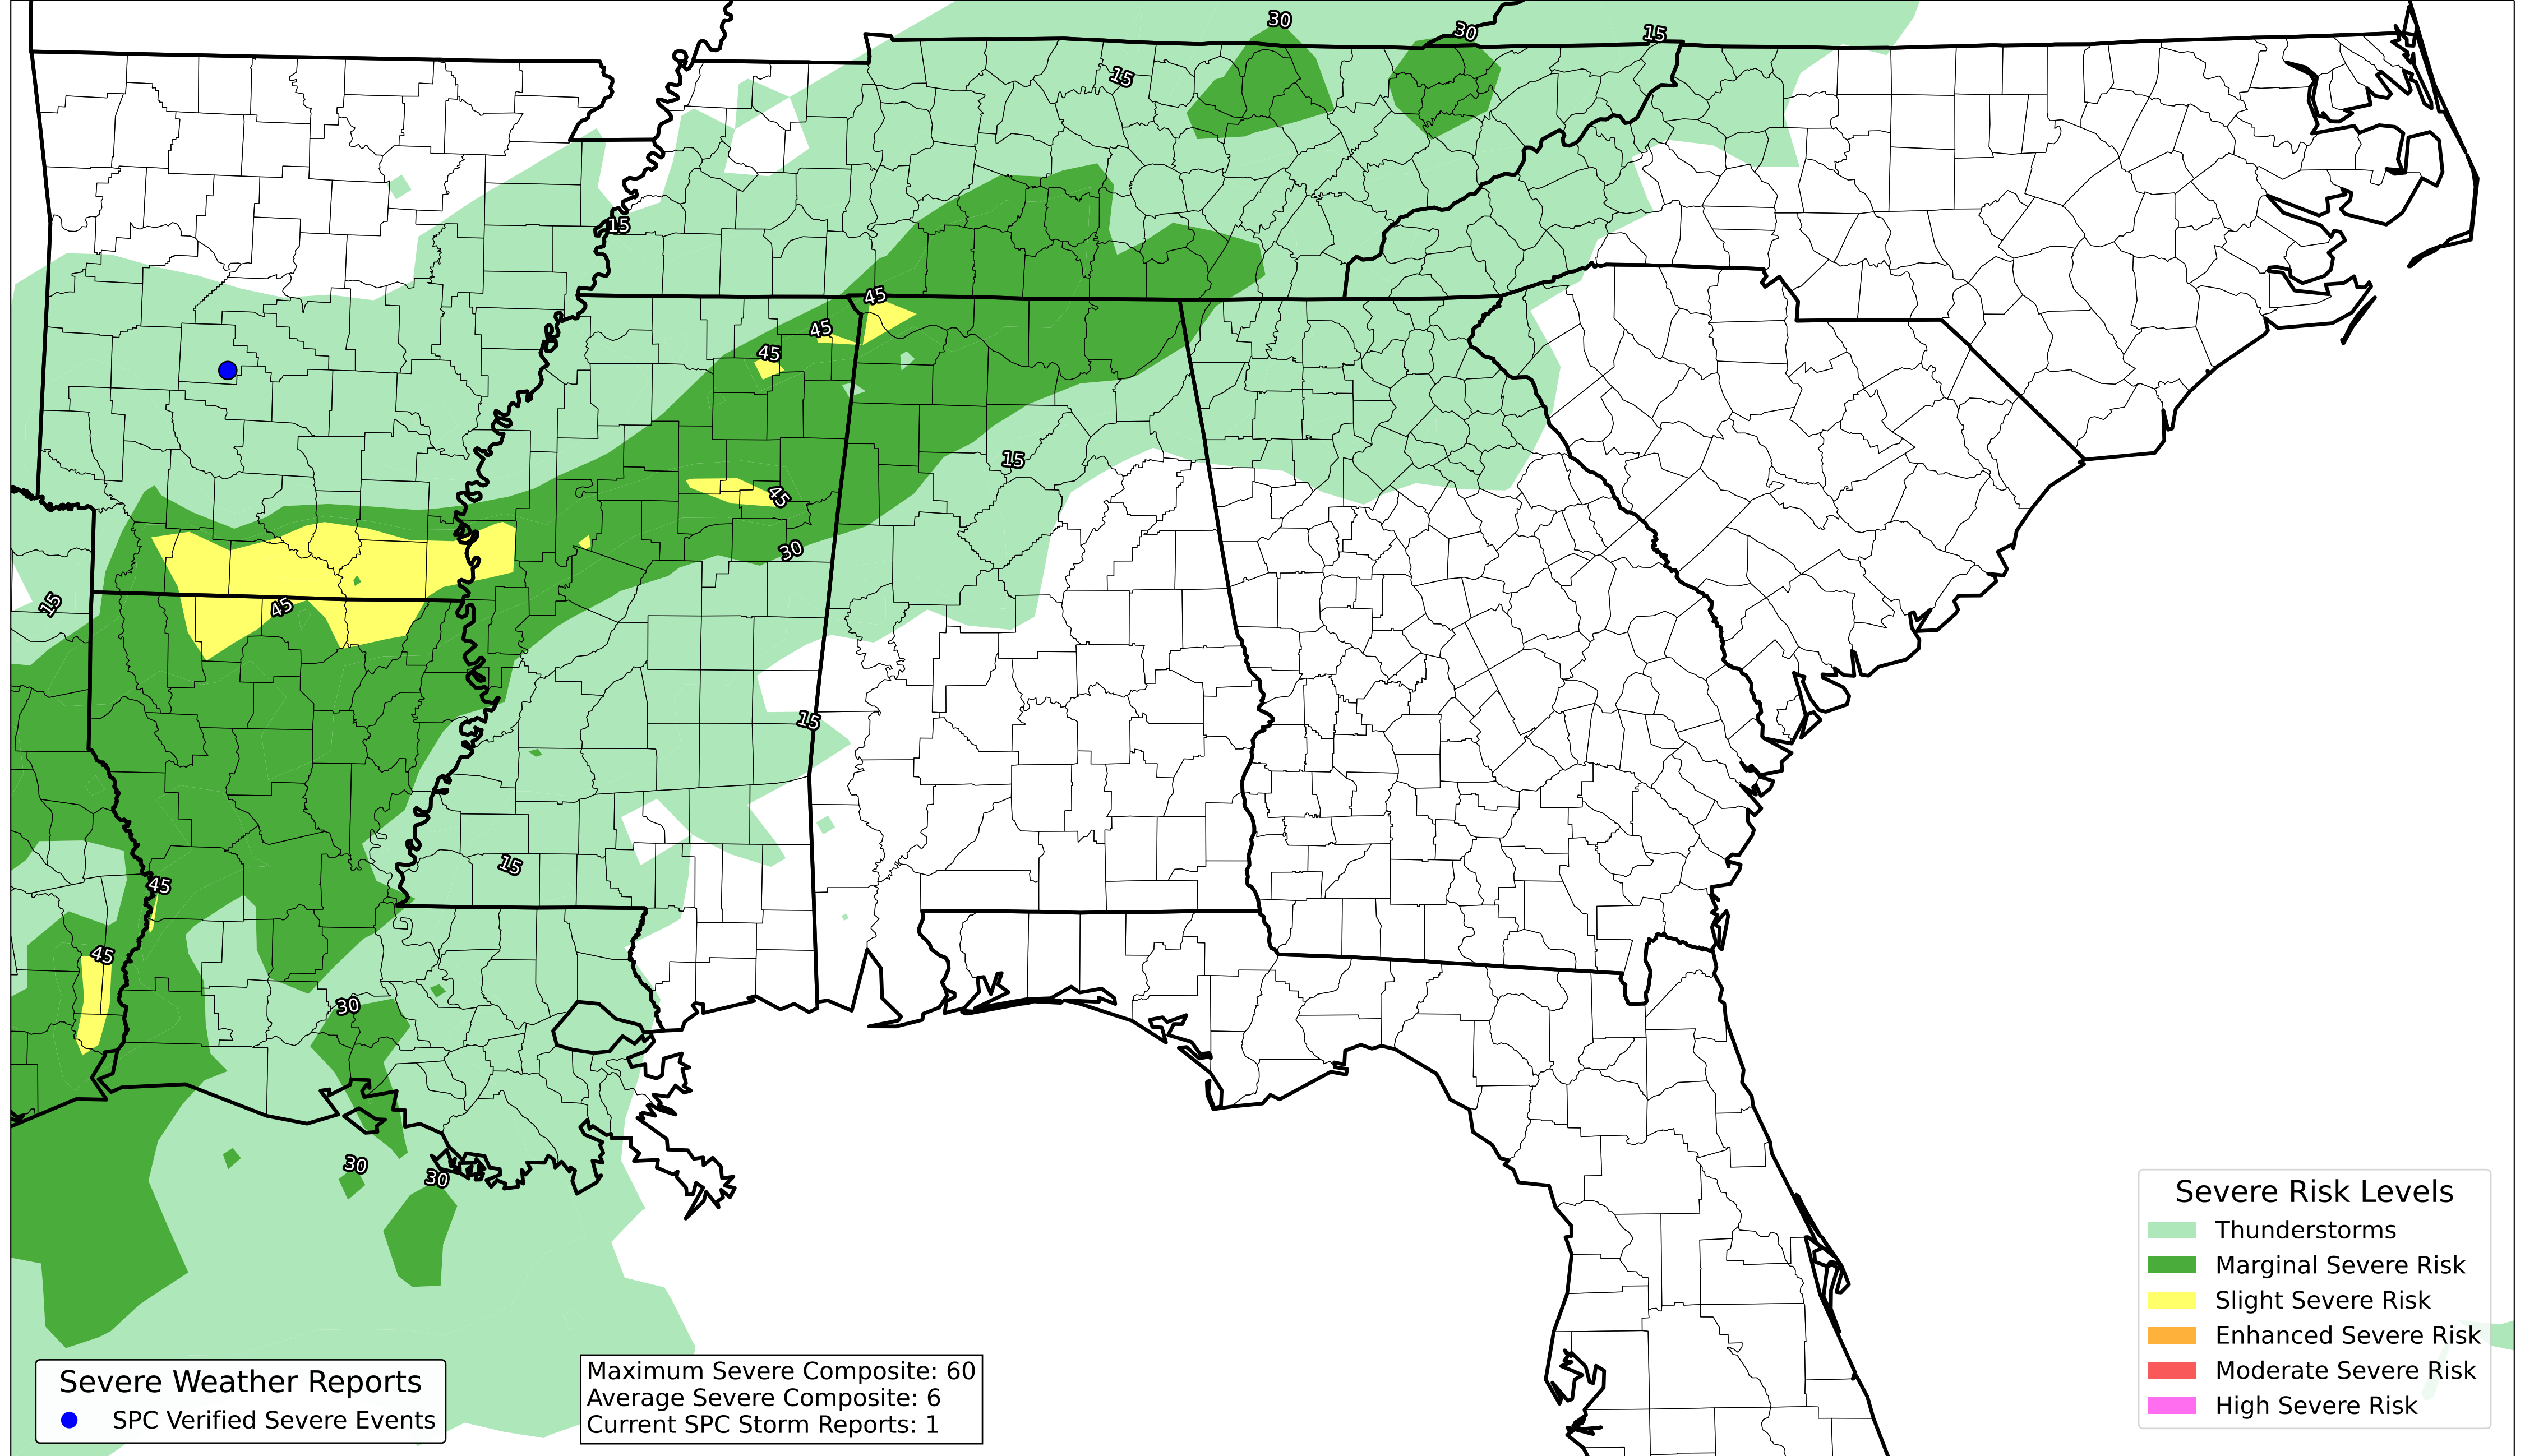 30
30
15
15
15
45
45
45
15
45
30
15
45
15
15
45
45
30
30
30
Severe Risk Levels
Thunderstorms
Marginal Severe Risk
Slight Severe Risk
Enhanced Severe Risk
Moderate Severe Risk
High Severe Risk
Severe Weather Reports
SPC Verified Severe Events
Maximum Severe Composite: 60
Average Severe Composite: 6
Current SPC Storm Reports: 1